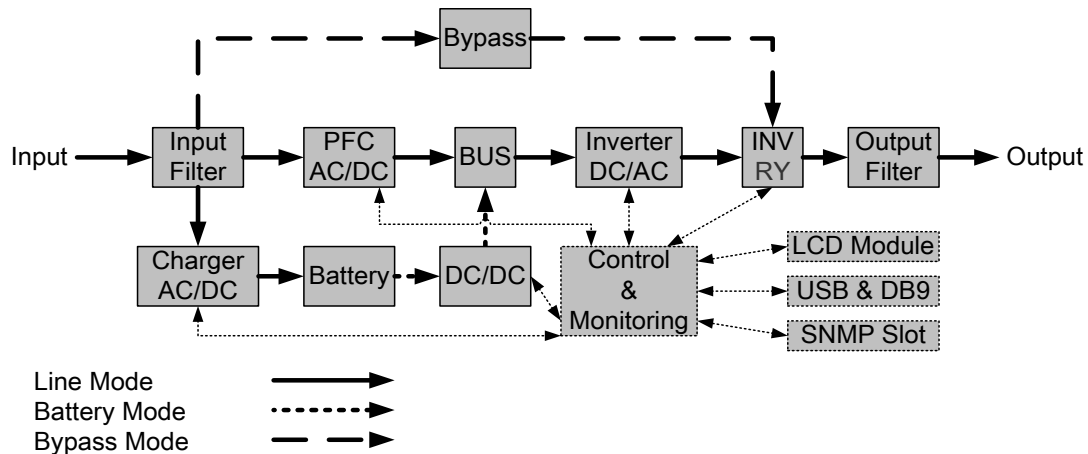 Bypass
Input
Input
Filter
PFC
AC/DC
BUS
Inverter
DC/AC
INV
RY
Output
Filter
Output
Charger
AC/DC
Battery
DC/DC
Control
&
Monitoring
LCD Module
USB & DB9
SNMP Slot
Line Mode
Battery Mode
Bypass Mode